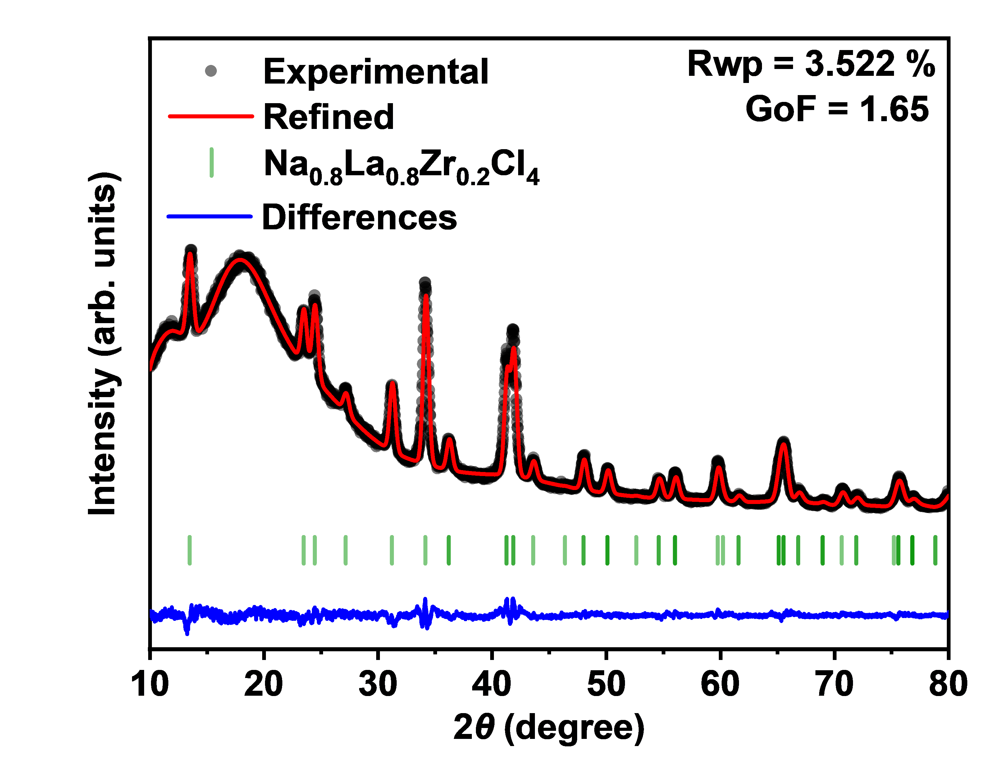 Experimental
Refined
Na0.8La0.8Zr0.2Cl4
Differences
Rwp = 3.522 %
GoF = 1.65
Intensity (arb. units)
10 20 30 40 50 60 70 80
2θ (degree)